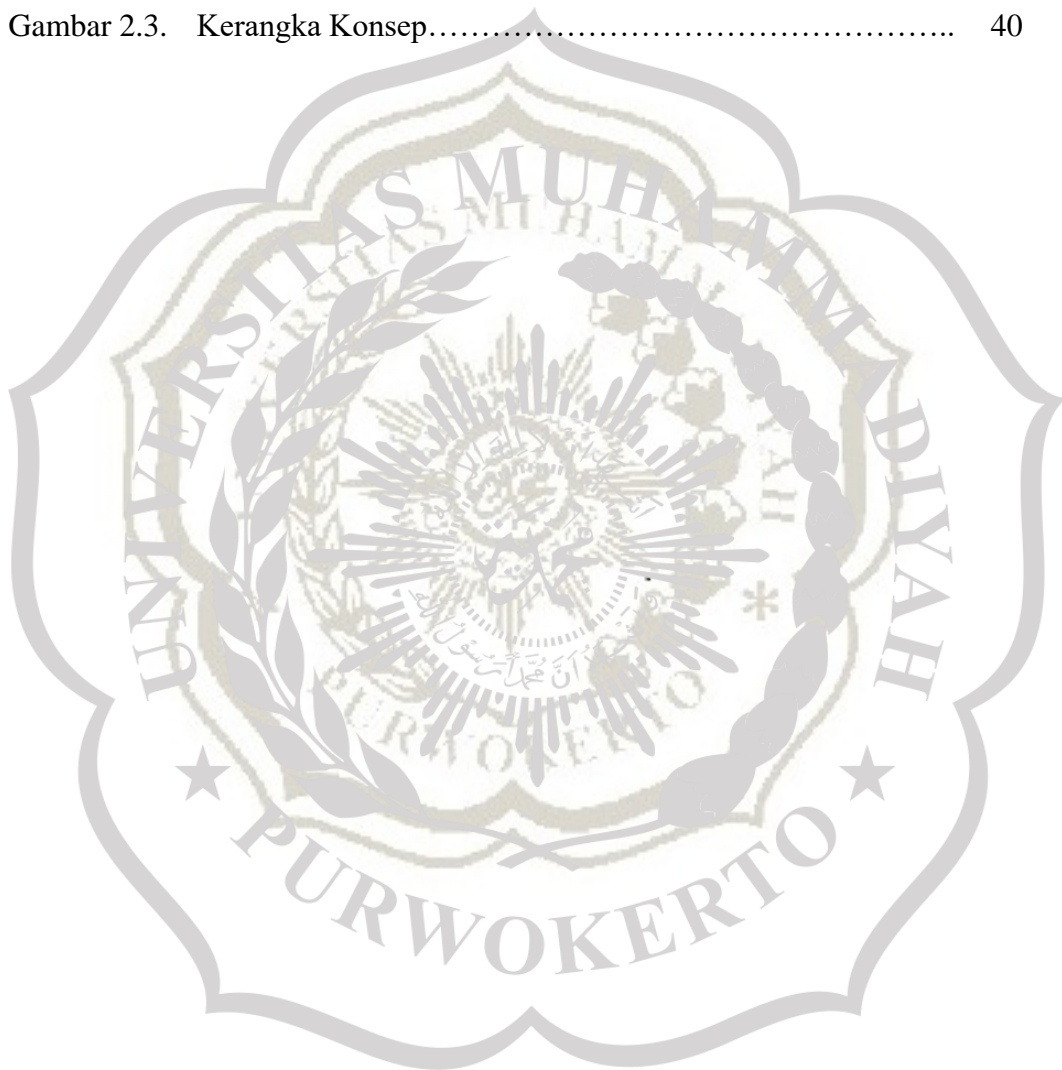 Gambar 2.3. Kerangka Konsep…………………………………………….. 40
UNIVERSITAS MUHAMMADIYAH
★ PURWOKERTO ★